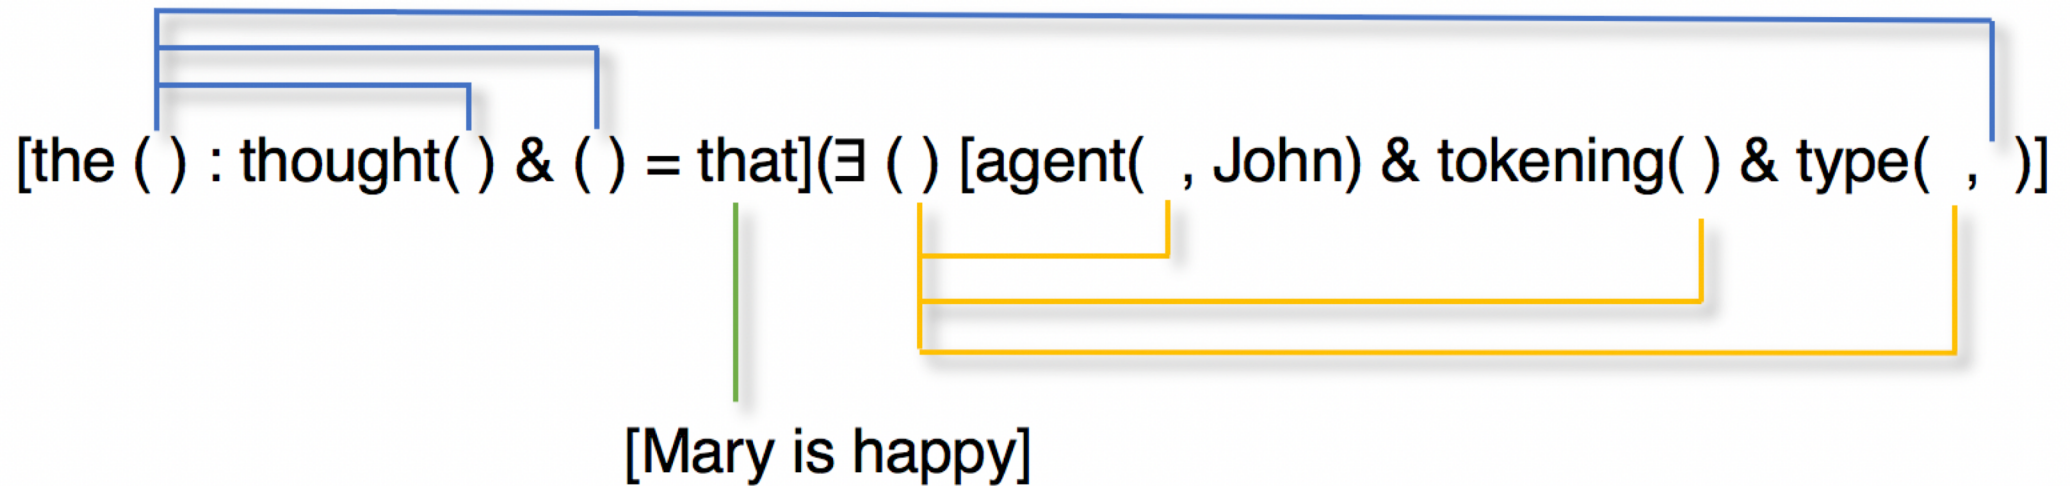 [the ( ) : thought( ) & ( ) = that](∃ ( ) [agent(  , John) & tokening( ) & type(  ,  )]
[Mary is happy]